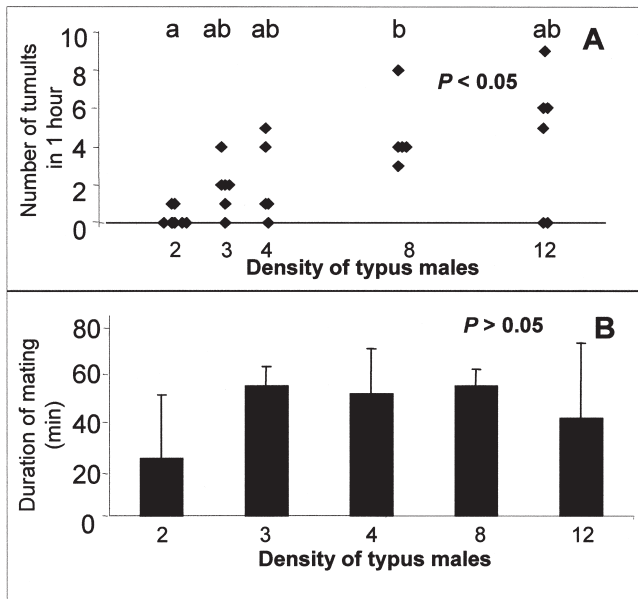 a ab ab b ab A
P < 0.05
10
8
6
4
2
0
Number of tumults
in 1 hour
2 3 4 8 12
Density of typus males
P > 0.05 B
80
60
40
20
0
Duration of mating
(min)
2 3 4 8 12
Density of typus males